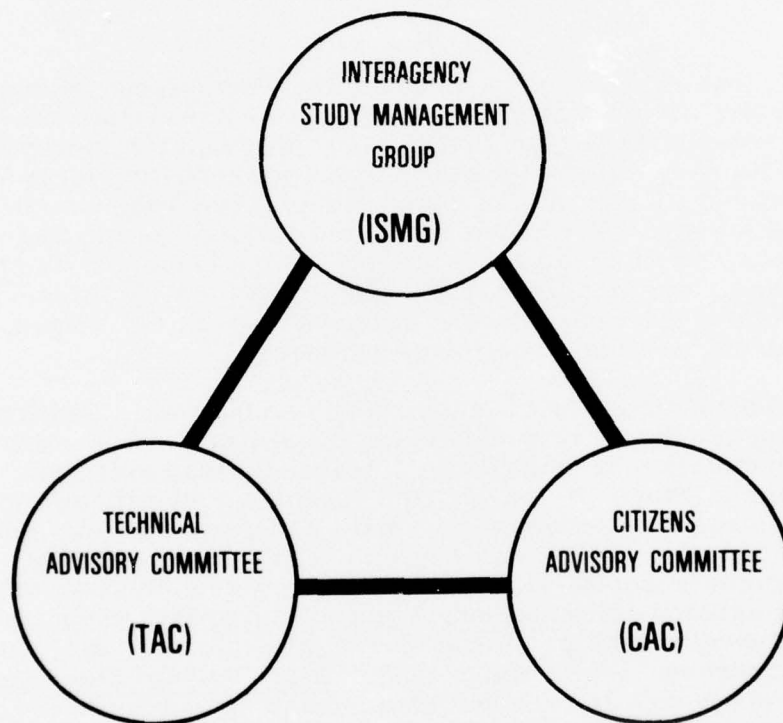 INTERAGENCY
STUDY MANAGEMENT
GROUP
(ISMG)
TECHNICAL
ADVISORY COMMITTEE
(TAC)
CITIZENS
ADVISORY COMMITTEE
(CAC)